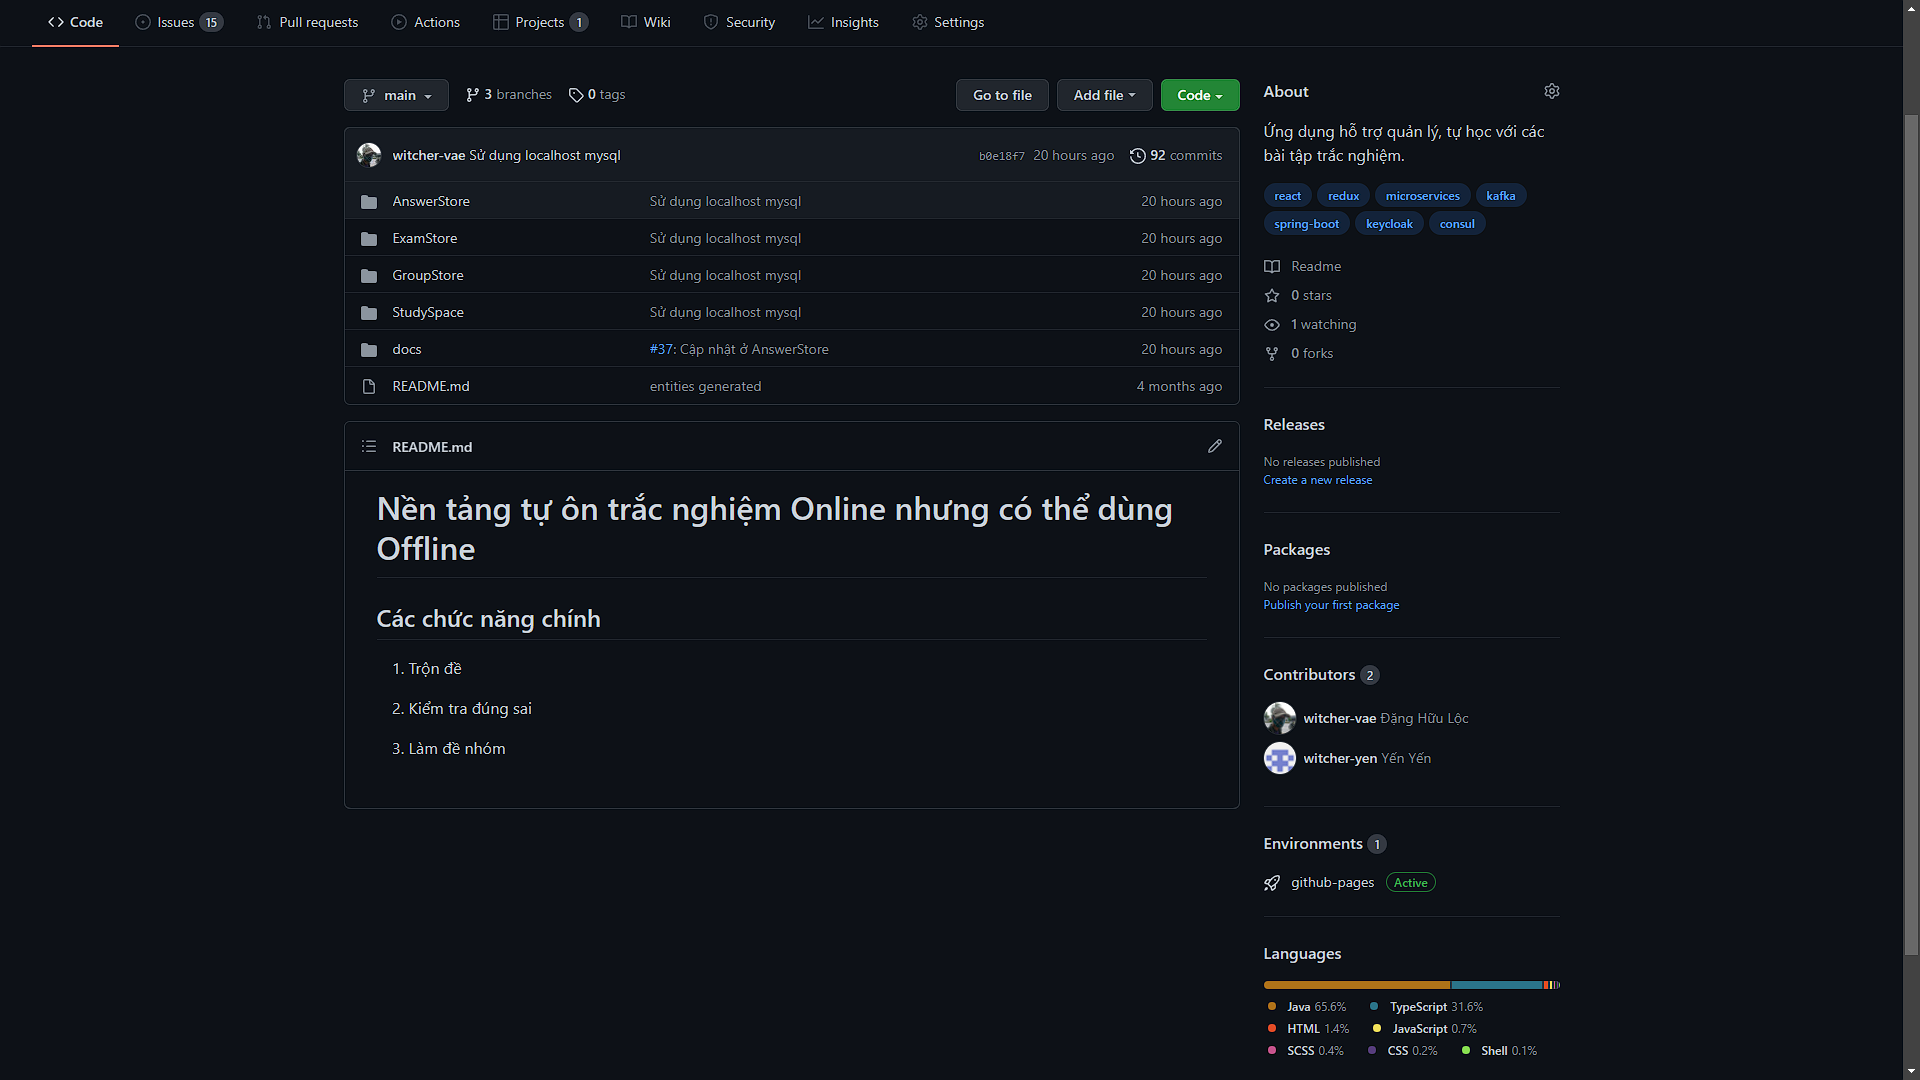 Code Issues 15 Pull requests Actions Projects 1 Wiki Security Insights Settings
main 3 branches 0 tags Go to file Add file Code
witcher-vae Sử dụng localhost mysql b0e18f7 20 hours ago 92 commits
AnswerStore Sử dụng localhost mysql 20 hours ago
ExamStore Sử dụng localhost mysql 20 hours ago
GroupStore Sử dụng localhost mysql 20 hours ago
StudySpace Sử dụng localhost mysql 20 hours ago
docs #37: Cập nhật ở AnswerStore 20 hours ago
README.md entities generated 4 months ago
README.md
Nền tảng tự ôn trắc nghiệm Online nhưng có thể dùng
Offline
Các chức năng chính
1. Trộn đề
2. Kiểm tra đúng sai
3. Làm đề nhóm
About
Ứng dụng hỗ trợ quản lý, tự học với các
bài tập trắc nghiệm.
react redux microservices kafka
spring-boot keycloak consul
Readme
0 stars
1 watching
0 forks
Releases
No releases published
Create a new release
Packages
No packages published
Publish your first package
Contributors 2
witcher-vae Đặng Hữu Lộc
witcher-yen Yến Yến
Environments 1
github-pages Active
Languages
Java 65.6% TypeScript 31.6%
HTML 1.4% JavaScript 0.7%
SCSS 0.4% CSS 0.2% Shell 0.1%